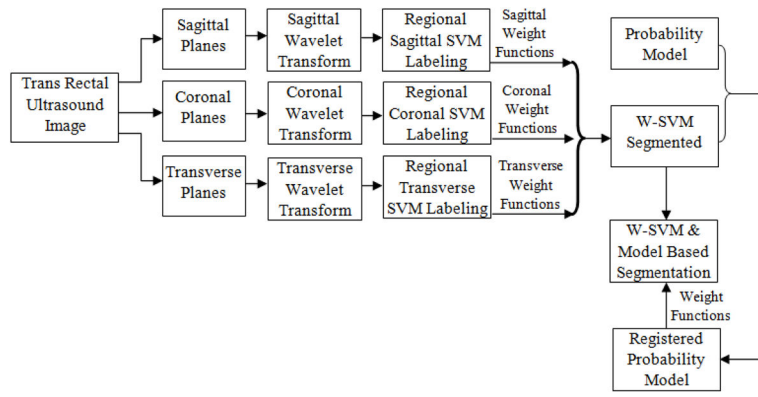 Trans Rectal
Ultrasound
Image
Sagittal
Planes
Sagittal
Wavelet
Transform
Regional
Sagittal SVM
Labeling
Sagittal
Weight
Functions
Coronal
Planes
Coronal
Wavelet
Transform
Regional
Coronal SVM
Labeling
Coronal
Weight
Functions
Transverse
Planes
Transverse
Wavelet
Transform
Regional
Transverse
SVM Labeling
Transverse
Weight
Functions
Probability
Model
W-SVM
Segmented
W-SVM &
Model Based
Segmentation
Weight
Functions
Registered
Probability
Model